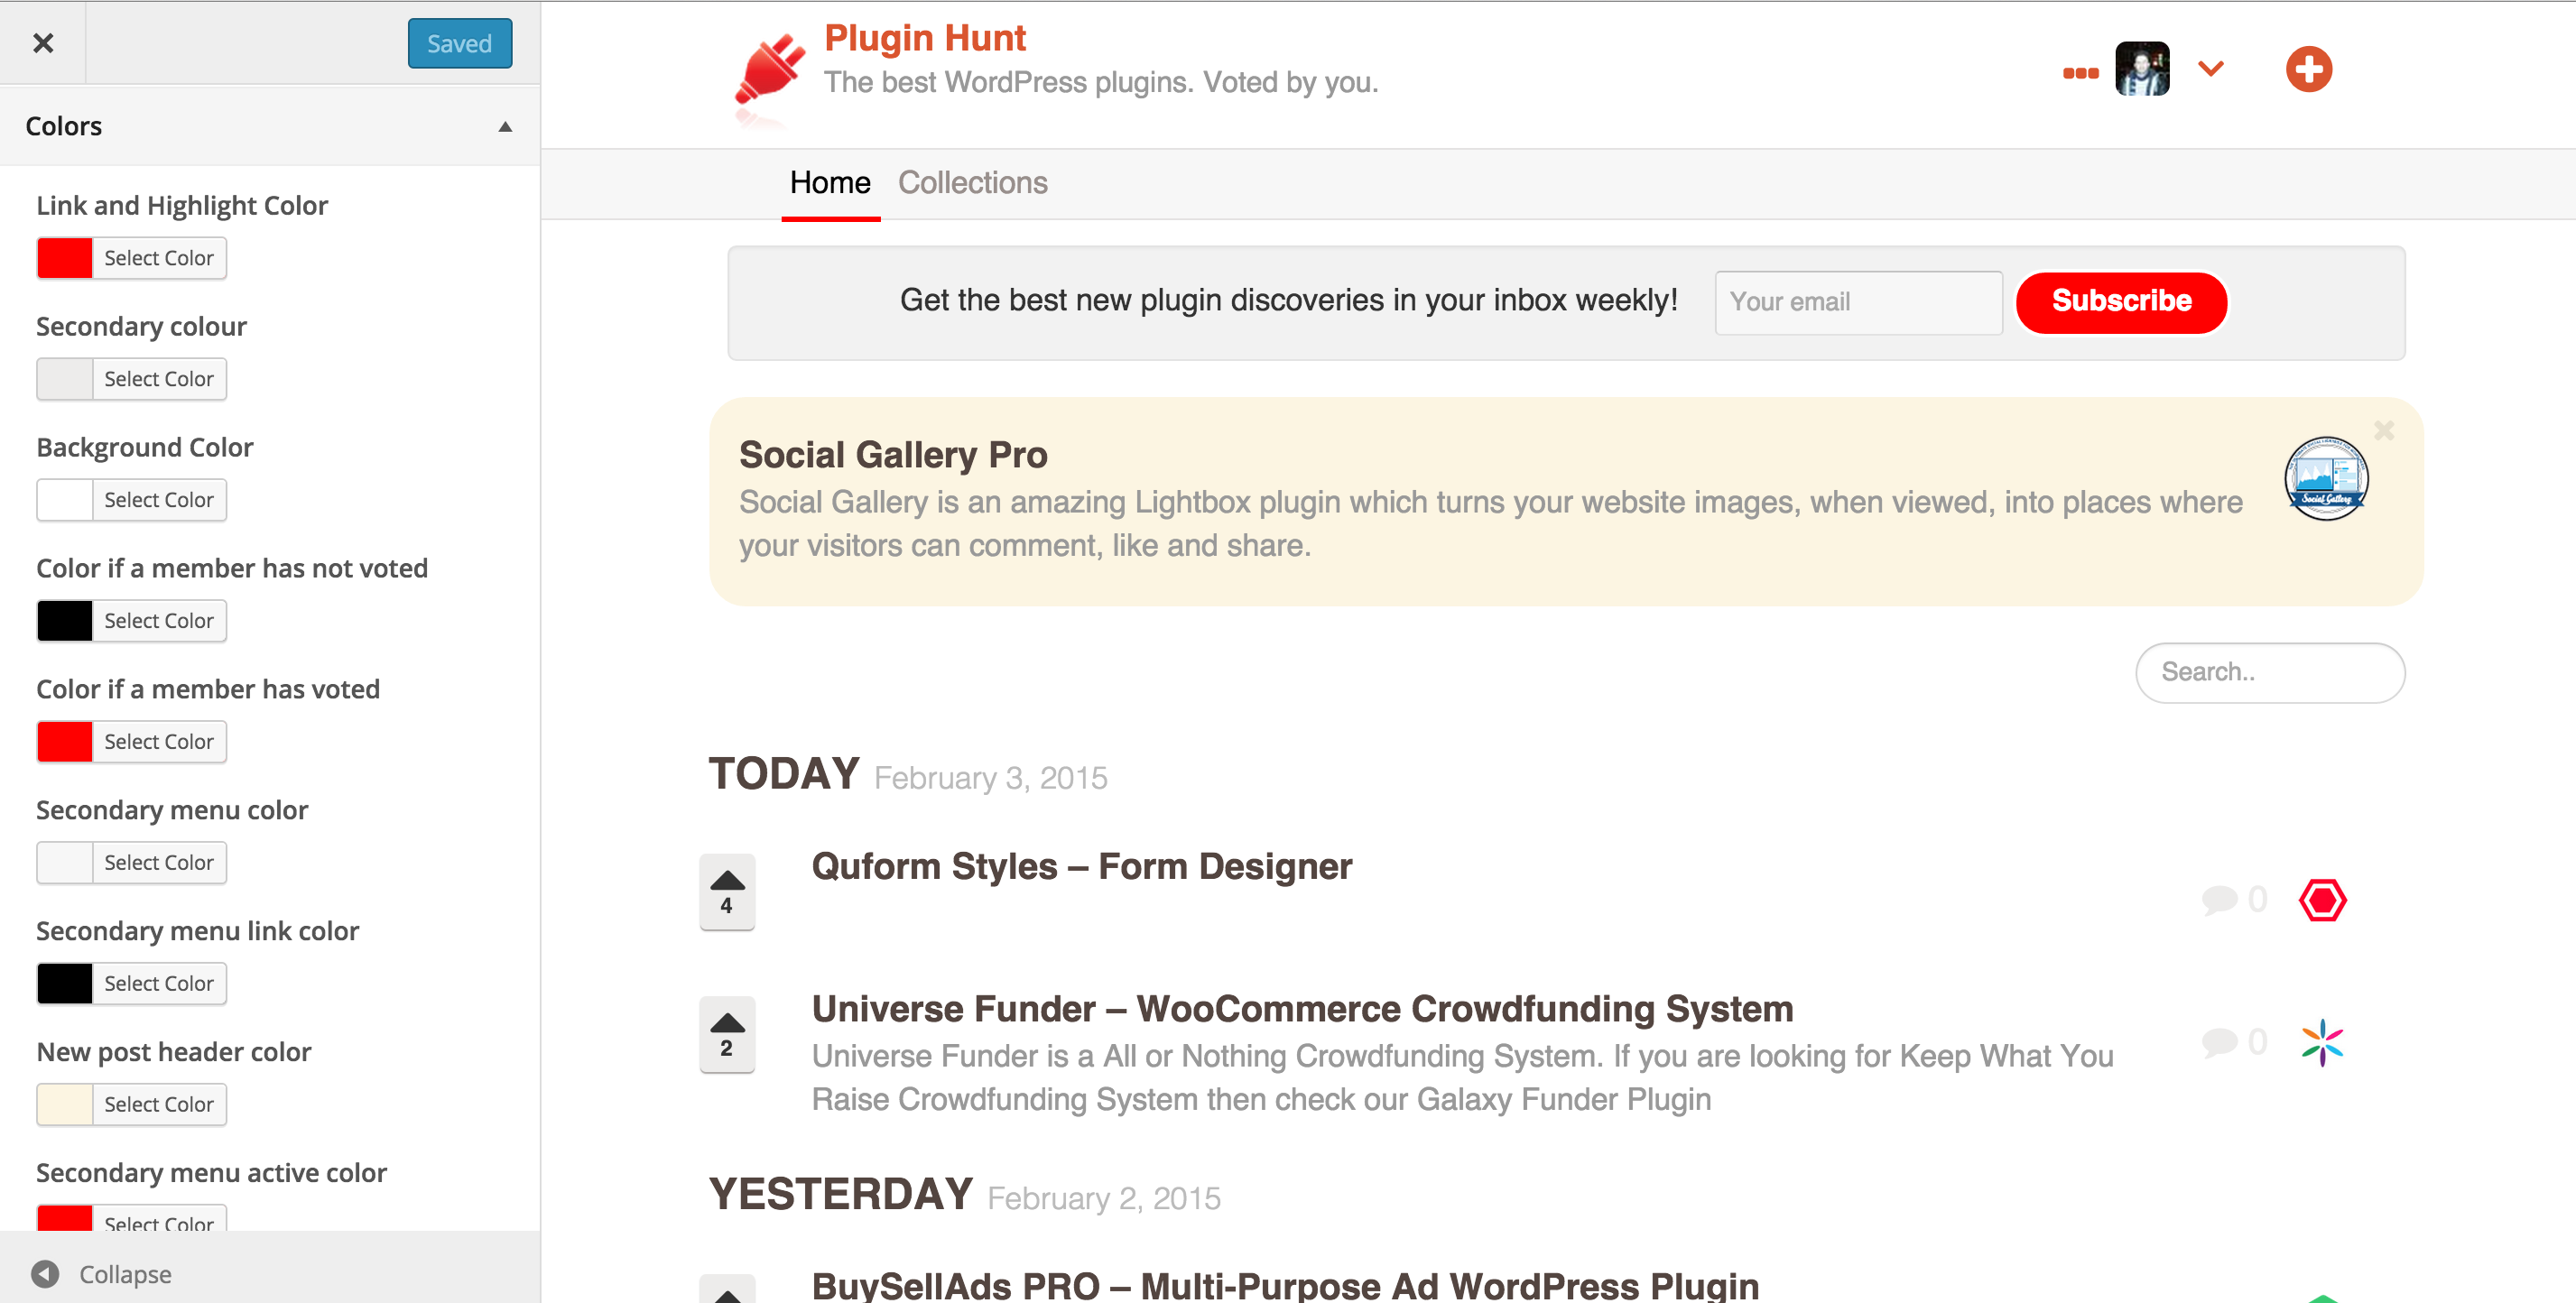 Saved
Colors
Link and Highlight Color
Select Color
Secondary colour
Select Color
Background Color
Select Color
Color if a member has not voted
Select Color
Color if a member has voted
Select Color
Secondary menu color
Select Color
Secondary menu link color
Select Color
New post header color
Select Color
Secondary menu active color
Select Color
Collapse
Plugin Hunt
The best WordPress plugins. Voted by you.
Home Collections
Get the best new plugin discoveries in your inbox weekly! Your email Subscribe
Social Gallery Pro
Social Gallery is an amazing Lightbox plugin which turns your website images, when viewed, into places where
your visitors can comment, like and share.
Social Gallery
Search..
TODAY February 3, 2015
Quform Styles – Form Designer
4
0
Universe Funder – WooCommerce Crowdfunding System
2
Universe Funder is a All or Nothing Crowdfunding System. If you are looking for Keep What You
Raise Crowdfunding System then check our Galaxy Funder Plugin
0
YESTERDAY February 2, 2015
BuySellAds PRO – Multi-Purpose Ad WordPress Plugin